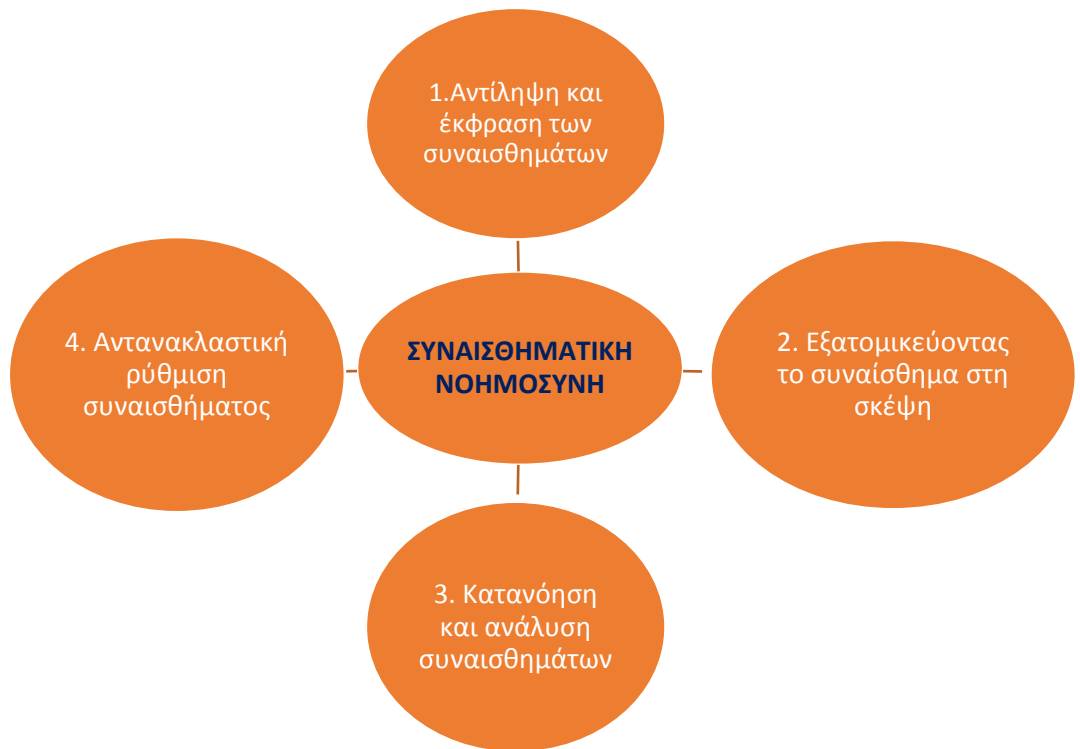 1.Αντίληψη και
έκφραση των
συναισθημάτων
4. Αντανακλαστική
ρύθμιση
συναισθήματος
ΣΥΝΑΙΣΘΗΜΑΤΙΚΗ
ΝΟΗΜΟΣΥΝΗ
2. Εξατομικεύοντας
το συναίσθημα στη
σκέψη
3. Κατανόηση
και ανάλυση
συναισθημάτων